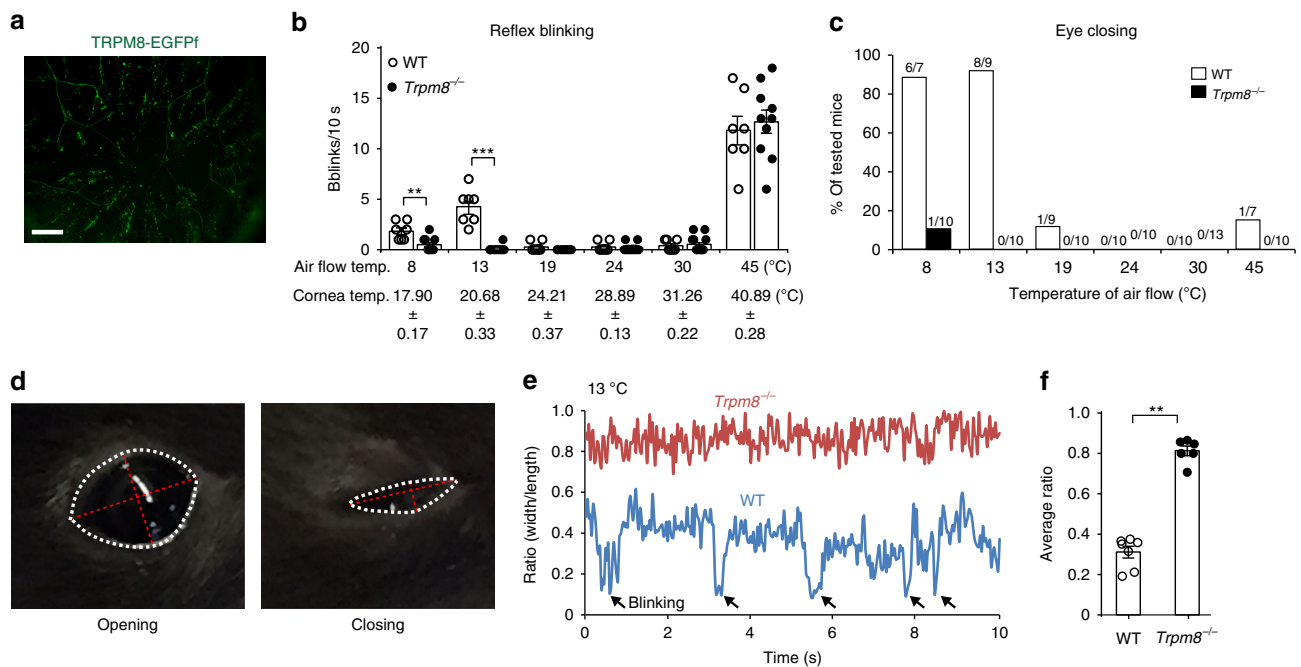 a
TRPM8-EGFPf
b
Reflex blinking
Bblinks/10 s
20
15
10
5
0
WT
Trpm8−/−
**
***
Air flow temp. 8 13 19 24 30 45 (°C)
Cornea temp. 17.90 20.68 24.21 28.89 31.26 40.89 (°C)
± ± ± ± ± ±
0.17 0.33 0.37 0.13 0.22 0.28
c
Eye closing
% Of tested mice
100
80
60
40
20
0
6/7 8/9
WT
Trpm8−/−
1/10 0/10 1/9 0/10 0/10 0/10 0/10 0/13 1/7 0/10
8 13 19 24 30 45
Temperature of air flow (°C)
d
Opening
Closing
e
13 °C
Ratio (width/length)
1.0
0.8
0.6
0.4
0.2
0
Trpm8−/−
WT
Blinking
0 2 4 6 8 10
Time (s)
f
**
Average ratio
1.0
0.8
0.6
0.4
0.2
0
WT Trpm8−/−